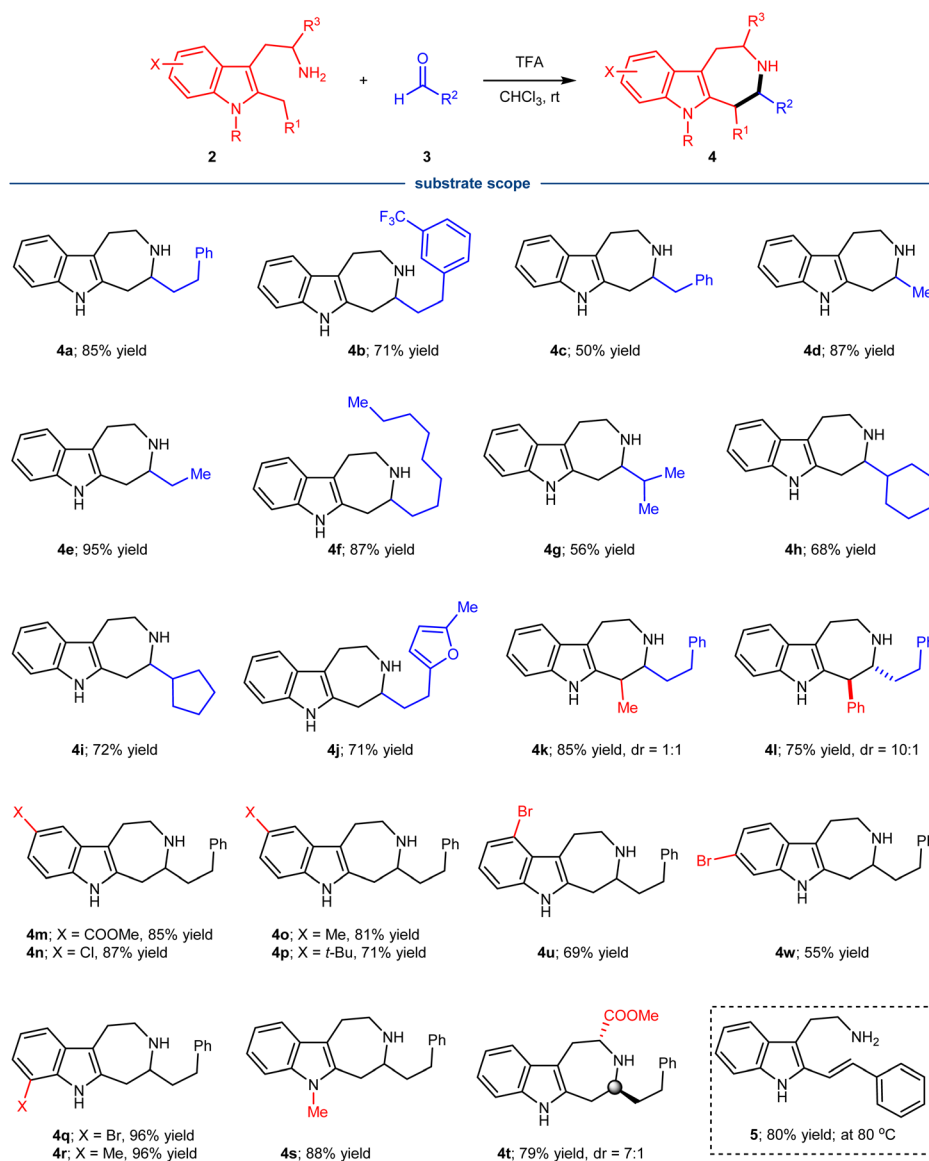 R³
X
NH₂
N
R
R¹
2
+
O
H
R²
3
TFA
CHCl₃, rt
R³
X
NH
R²
N
R
R¹
4
substrate scope
NH
Ph
N
H
4a; 85% yield
F₃C
NH
N
H
4b; 71% yield
NH
Ph
N
H
4c; 50% yield
NH
Me
N
H
4d; 87% yield
NH
Me
N
H
4e; 95% yield
Me
NH
N
H
4f; 87% yield
NH
Me
Me
N
H
4g; 56% yield
NH
N
H
4h; 68% yield
NH
N
H
4i; 72% yield
Me
O
NH
N
H
4j; 71% yield
NH
Ph
N
H
Me
4k; 85% yield, dr = 1:1
NH
Ph
N
H
Ph
4l; 75% yield, dr = 10:1
X
NH
Ph
N
H
4m; X = COOMe, 85% yield
4n; X = Cl, 87% yield
X
NH
Ph
N
H
4o; X = Me, 81% yield
4p; X = t-Bu, 71% yield
Br
NH
Ph
N
H
4u; 69% yield
Br
NH
Ph
N
H
4w; 55% yield
NH
Ph
N
H
X
4q; X = Br, 96% yield
4r; X = Me, 96% yield
NH
Ph
N
Me
4s; 88% yield
COOMe
NH
Ph
N
H
4t; 79% yield, dr = 7:1
NH₂
N
H
5; 80% yield; at 80 °C